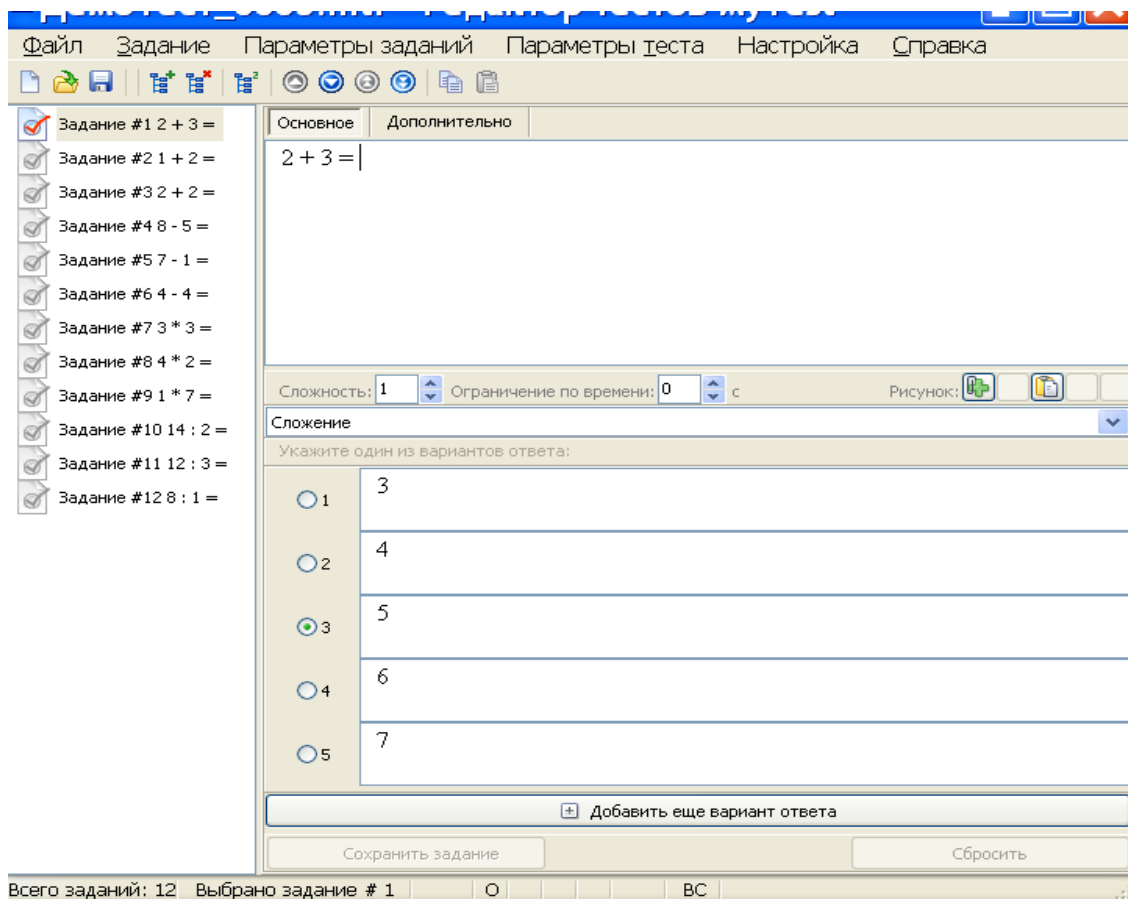 Файл Задание Параметры заданий Параметры теста Настройка Справка
Задание #1 2 + 3 =
Задание #2 1 + 2 =
Задание #3 2 + 2 =
Задание #4 8 - 5 =
Задание #5 7 - 1 =
Задание #6 4 - 4 =
Задание #7 3 * 3 =
Задание #8 4 * 2 =
Задание #9 1 * 7 =
Задание #10 14 : 2 =
Задание #11 12 : 3 =
Задание #12 8 : 1 =
Основное Дополнительно
2 + 3 =
Сложность: 1 Ограничение по времени: 0 с Рисунок:
Сложение
Укажите один из вариантов ответа:
1 3
2 4
3 5
4 6
5 7
Добавить еще вариант ответа
Сохранить задание Сбросить
Всего заданий: 12 Выбрано задание # 1 О ВС